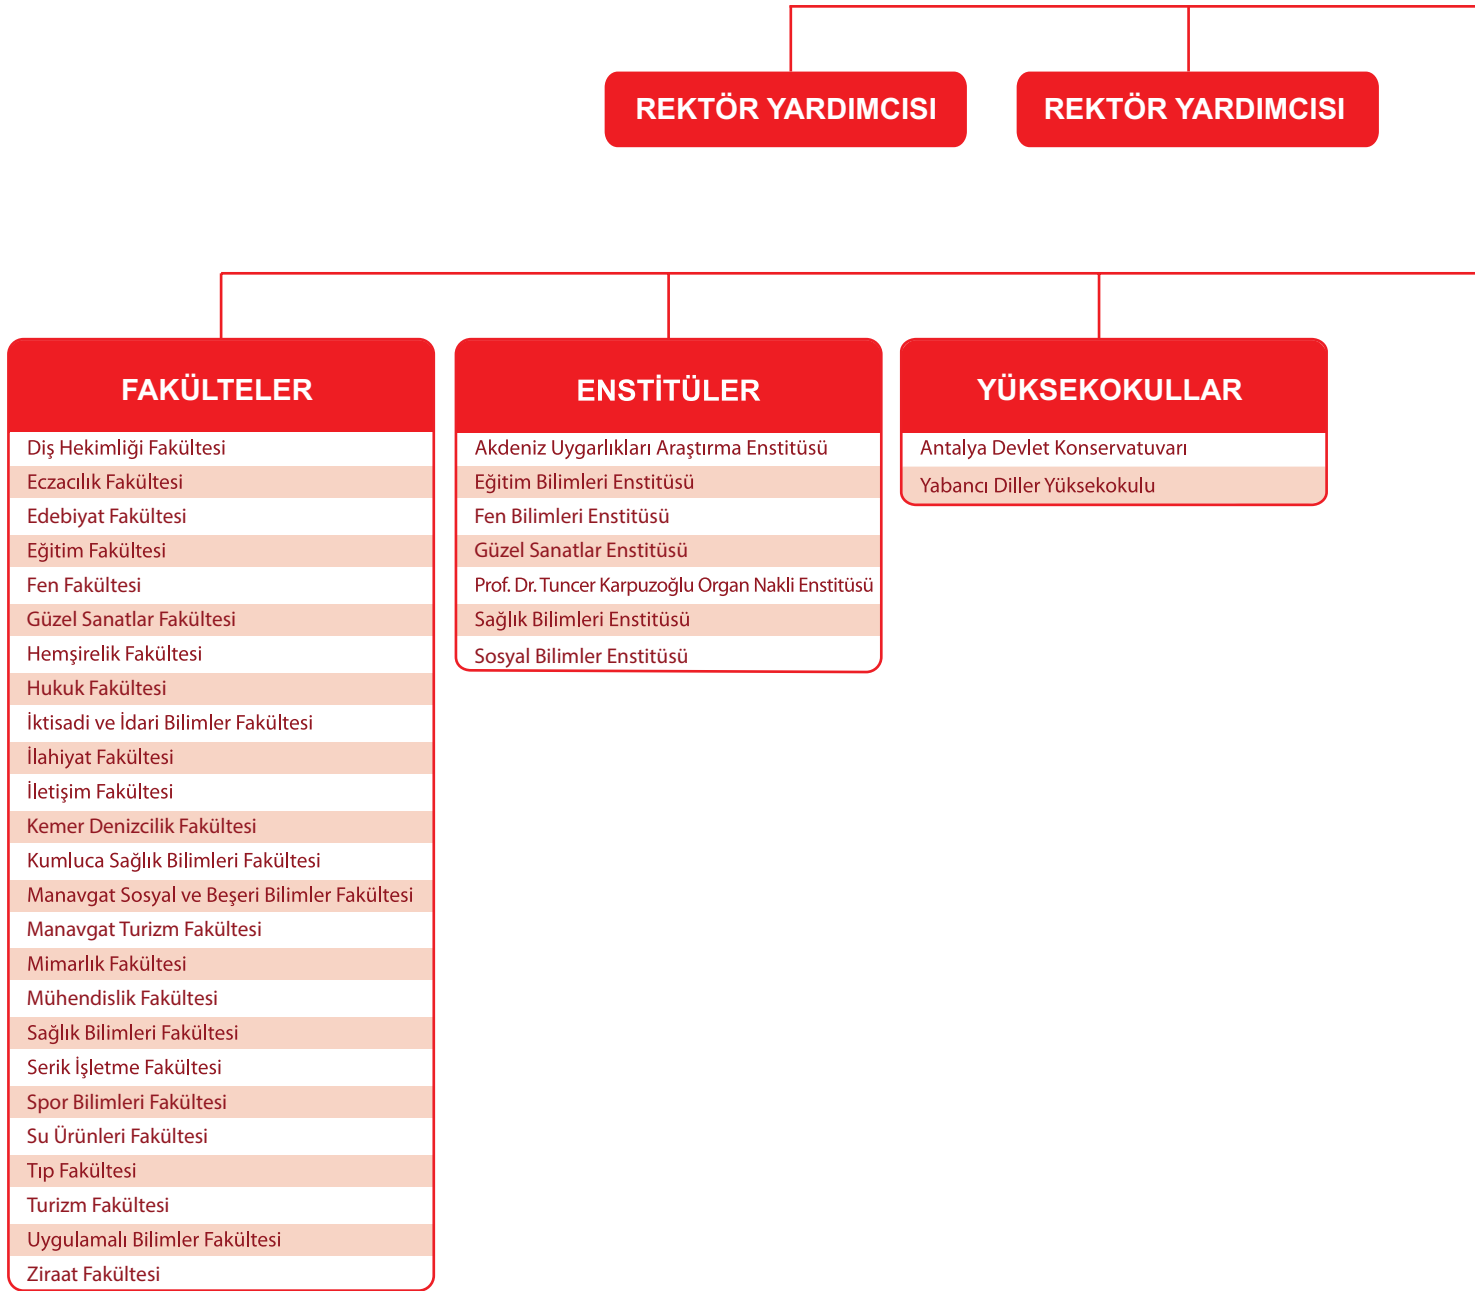 REKTÖR YARDIMCISI
REKTÖR YARDIMCISI
FAKÜLTELER
Diş Hekimliği Fakültesi
Eczacılık Fakültesi
Edebiyat Fakültesi
Eğitim Fakültesi
Fen Fakültesi
Güzel Sanatlar Fakültesi
Hemşirelik Fakültesi
Hukuk Fakültesi
İktisadi ve İdari Bilimler Fakültesi
İlahiyat Fakültesi
İletişim Fakültesi
Kemer Denizcilik Fakültesi
Kumluca Sağlık Bilimleri Fakültesi
Manavgat Sosyal ve Beşeri Bilimler Fakültesi
Manavgat Turizm Fakültesi
Mimarlık Fakültesi
Mühendislik Fakültesi
Sağlık Bilimleri Fakültesi
Serik İşletme Fakültesi
Spor Bilimleri Fakültesi
Su Ürünleri Fakültesi
Tıp Fakültesi
Turizm Fakültesi
Uygulamalı Bilimler Fakültesi
Ziraat Fakültesi
ENSTİTÜLER
Akdeniz Uygarlıkları Araştırma Enstitüsü
Eğitim Bilimleri Enstitüsü
Fen Bilimleri Enstitüsü
Güzel Sanatlar Enstitüsü
Prof. Dr. Tuncer Karpuzoğlu Organ Nakli Enstitüsü
Sağlık Bilimleri Enstitüsü
Sosyal Bilimler Enstitüsü
YÜKSEKOKULLAR
Antalya Devlet Konservatuvarı
Yabancı Diller Yüksekokulu